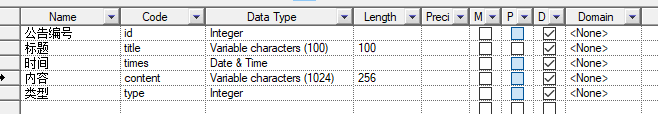 Name Code Data Type Length Preci M P D Domain
公告编号 id Integer <None>
标题 title Variable characters (100) 100 <None>
时间 times Date & Time <None>
内容 content Variable characters (1024) 256 <None>
类型 type Integer <None>